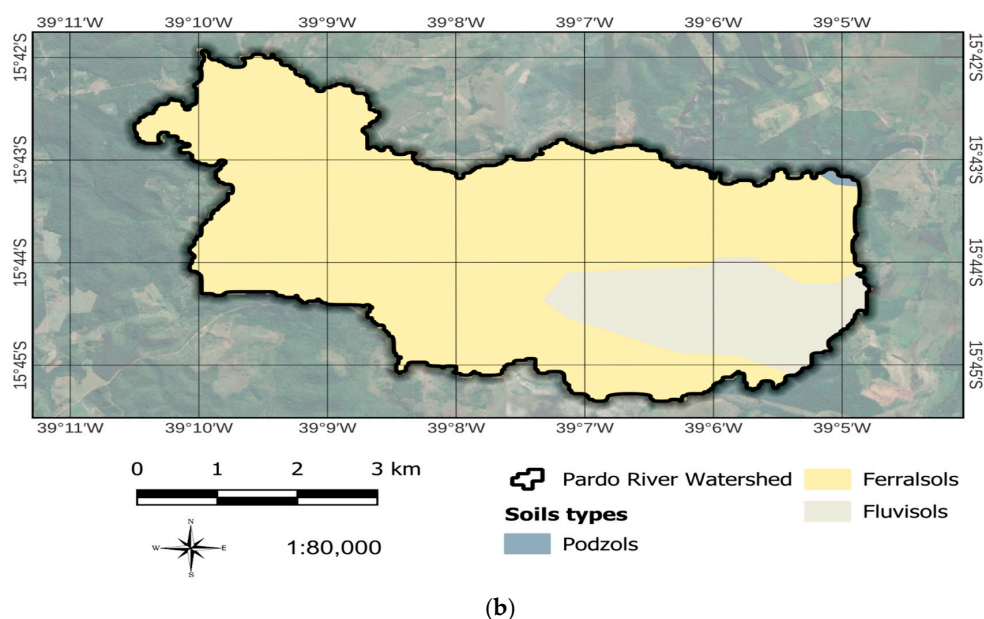 39°11'W 39°10'W 39°9'W 39°8'W 39°7'W 39°6'W 39°5'W
15°42'S 15°42'S
15°43'S 15°43'S
15°44'S 15°44'S
15°45'S 15°45'S
39°11'W 39°10'W 39°9'W 39°8'W 39°7'W 39°6'W 39°5'W
0 1 2 3 km
N
W E
S
1:80,000
Pardo River Watershed
Soils types
Podzols
Ferralsols
Fluvisols
(b)